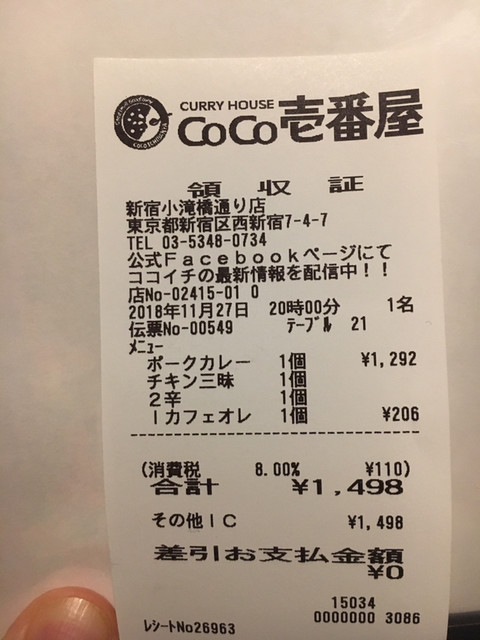 CURRY HOUSE
CoCo壱番屋
領収証
新宿小滝橋通り店
東京都新宿区西新宿7-4-7
TEL 03-5348-0734
公式Facebookページにて
ココイチの最新情報を配信中!!
店No-02415-01 0
2018年11月27日 20時00分 1名
伝票No-00549 ﾃｰﾌﾞﾙ 21
ﾒﾆｭｰ
ポークカレー 1個 ¥1,292
チキン三昧 1個
2辛 1個
Iカフェオレ 1個 ¥206
(消費税 8.00% ¥110)
合計 ¥1,498
その他IC ¥1,498
差引お支払金額
¥0
15034
ﾚｼｰﾄNo26963 0000000 3086